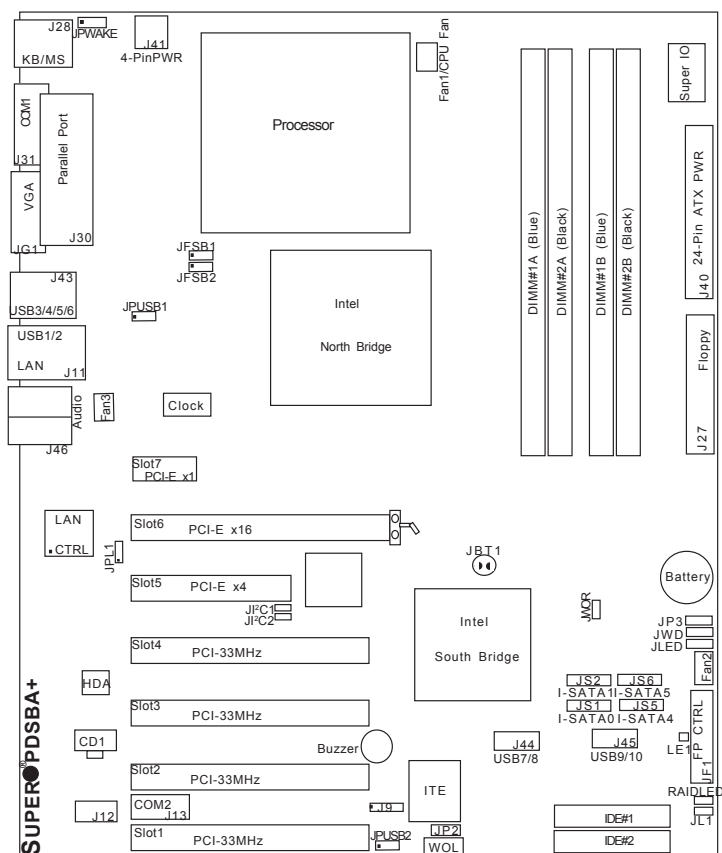 J28
JPWAKE
KB/MS
J41
4-PinPWR
Fan1/CPU Fan
Super IO
COM1
J31
Parallel Port
J30
Processor
VGA
JG1
24-Pin ATX PWR
J40
DIMM#1A (Blue)
DIMM#2A (Black)
DIMM#1B (Blue)
DIMM#2B (Black)
JFSB1
JFSB2
J43
USB3/4/5/6
JPUSB1
Intel
North Bridge
USB1/2
LAN
J11
Floppy
J27
Audio
J46
Fan3
Clock
Slot7
PCI-E x1
LAN
CTRL
JPL1
Slot6
PCI-E x16
JBT1
Battery
Slot5
PCI-E x4
JI²C1
JI²C2
JWOR
JP3
JWD
JLED
Fan2
Intel
South Bridge
Slot4
PCI-33MHz
HDA
JS2
JS6
I-SATA1
I-SATA5
JS1
JS5
I-SATA0
I-SATA4
Slot3
PCI-33MHz
CD1
Buzzer
J44
USB7/8
J45
USB9/10
LE1
FP CTRL
JF1
SUPER® PDSBA+
Slot2
PCI-33MHz
ITE
RAIDLED
JL1
J12
COM2
J13
J9
IDE#1
Slot1
PCI-33MHz
JPUSB2
JP2
WOL
IDE#2